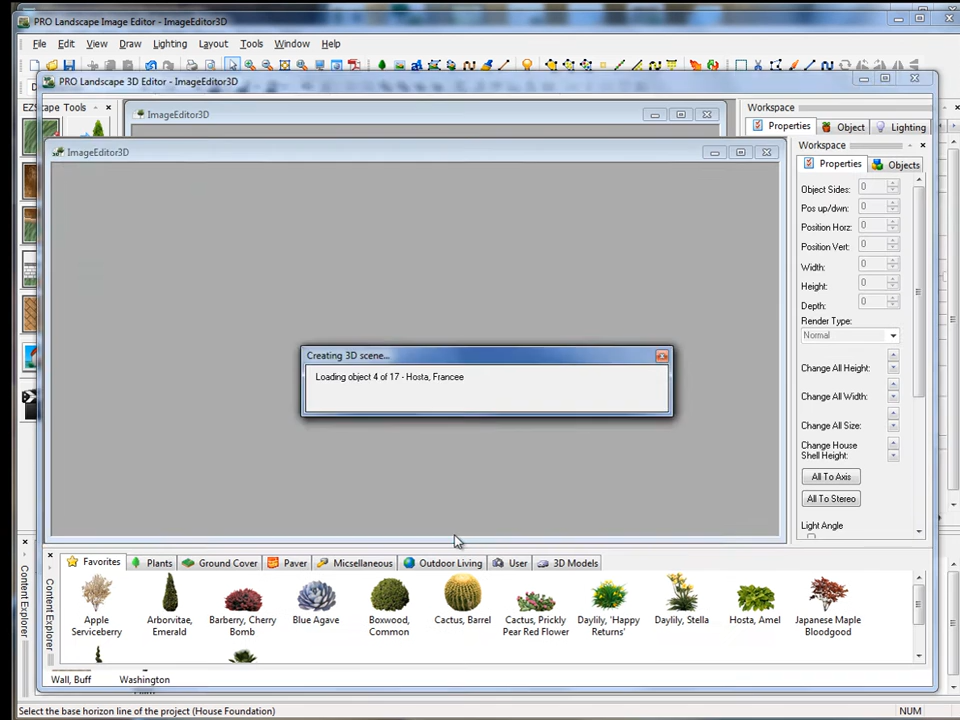 PRO Landscape Image Editor - ImageEditor3D
File Edit View Draw Lighting Layout Tools Window Help
PRO Landscape 3D Editor - ImageEditor3D
EZScape Tools
ImageEditor3D
Workspace
Properties Object Lighting
ImageEditor3D
Workspace
Properties Objects
Object Sides: 0
Pos up/dwn: 0
Position Horz: 0
Position Vert: 0
Width: 0
Height: 0
Depth: 0
Render Type:
Normal
Change All Height:
Change All Width:
Change All Size:
Change House
Shell Height:
All To Axis
All To Stereo
Light Angle
Creating 3D scene...
Loading object 4 of 17 - Hosta, Francee
Content Explorer
Content Explorer
Favorites Plants Ground Cover Paver Micsellaneous Outdoor Living User 3D Models
Apple
Serviceberry
Arborvitae,
Emerald
Barberry, Cherry
Bomb
Blue Agave
Boxwood,
Common
Cactus, Barrel
Cactus, Prickly
Pear Red Flower
Daylily, 'Happy
Returns'
Daylily, Stella
Hosta, Amel
Japanese Maple
Bloodgood
Wall, Buff
Washington
Select the base horizon line of the project (House Foundation)
NUM